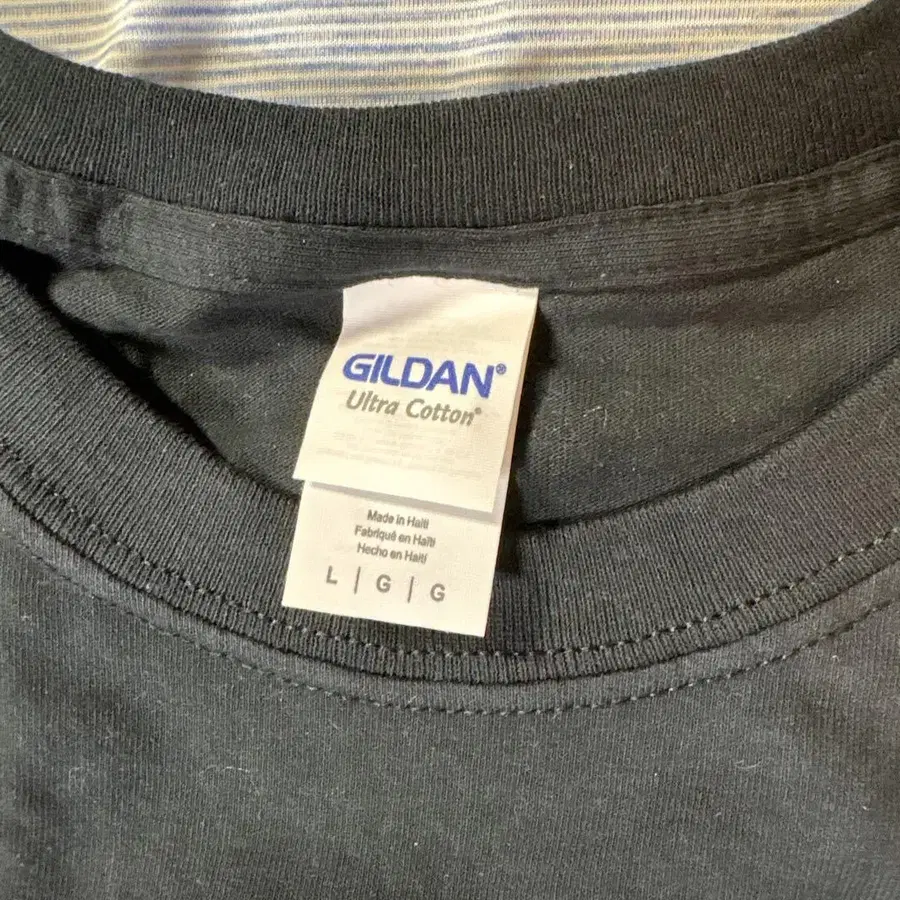 GILDAN®
Ultra Cotton®
Made in Haiti
Fabriqué en Haïti
Hecho en Haití
L | G | G